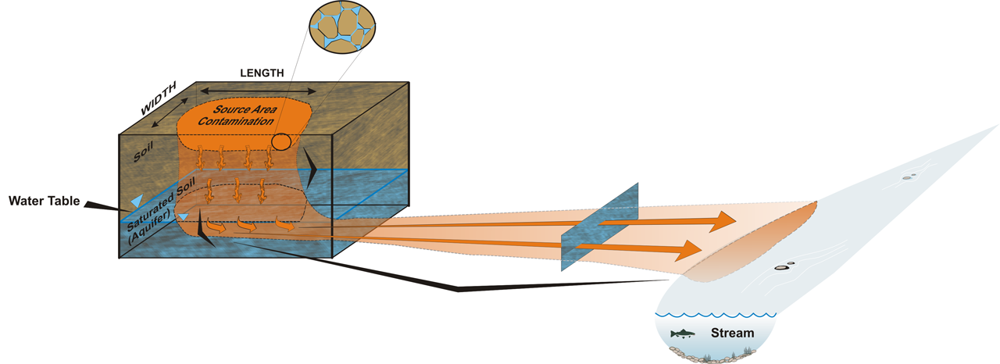 LENGTH
WIDTH
Source Area
Contamination
Soil
Water Table
Saturated Soil
(Aquifer)
Stream